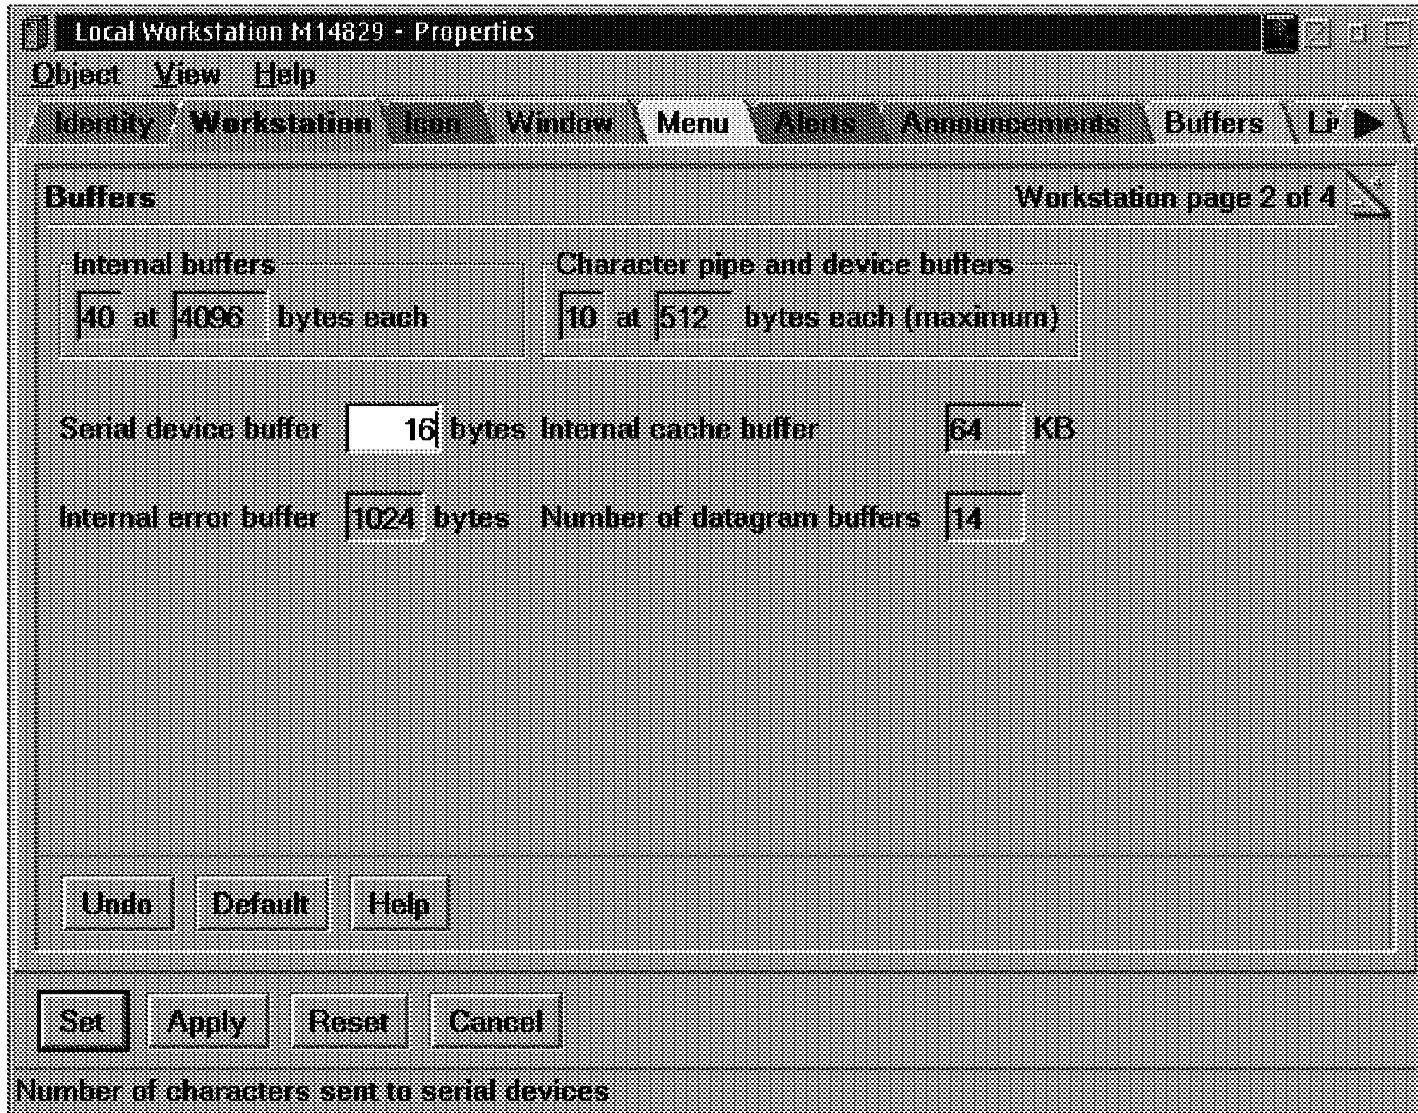 Local Workstation M14829 - Properties
Object View Help
Identity Workstation Icon Window Menu Alerts Announcements Buffers
Buffers Workstation page 2 of 4
Internal buffers Character pipe and device buffers
40 at 4096 bytes each 10 at 512 bytes each (maximum)
Serial device buffer 16 bytes Internal cache buffer 64 KB
Internal error buffer 1024 bytes Number of datagram buffers 14
Undo Default Help
Set Apply Reset Cancel
Number of characters sent to serial devices